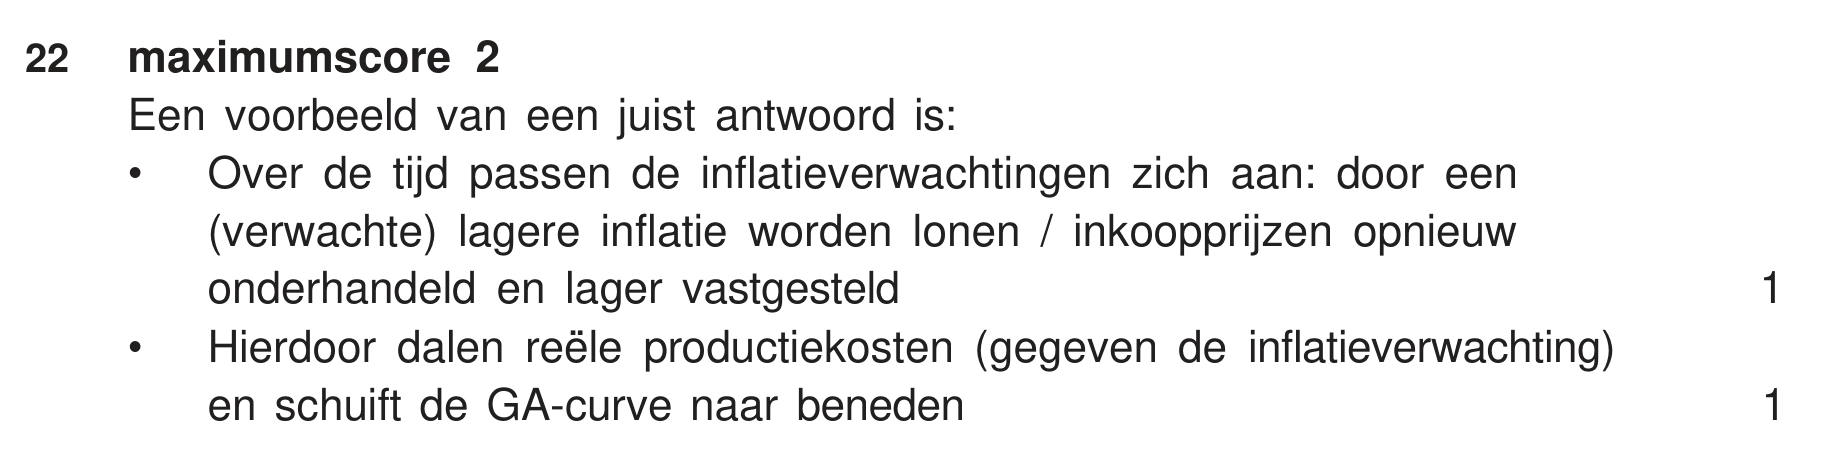 22 maximumscore 2
Een voorbeeld van een juist antwoord is:
• Over de tijd passen de inflatieverwachtingen zich aan: door een
(verwachte) lagere inflatie worden lonen / inkoopprijzen opnieuw
onderhandeld en lager vastgesteld 1
• Hierdoor dalen reële productiekosten (gegeven de inflatieverwachting)
en schuift de GA-curve naar beneden 1